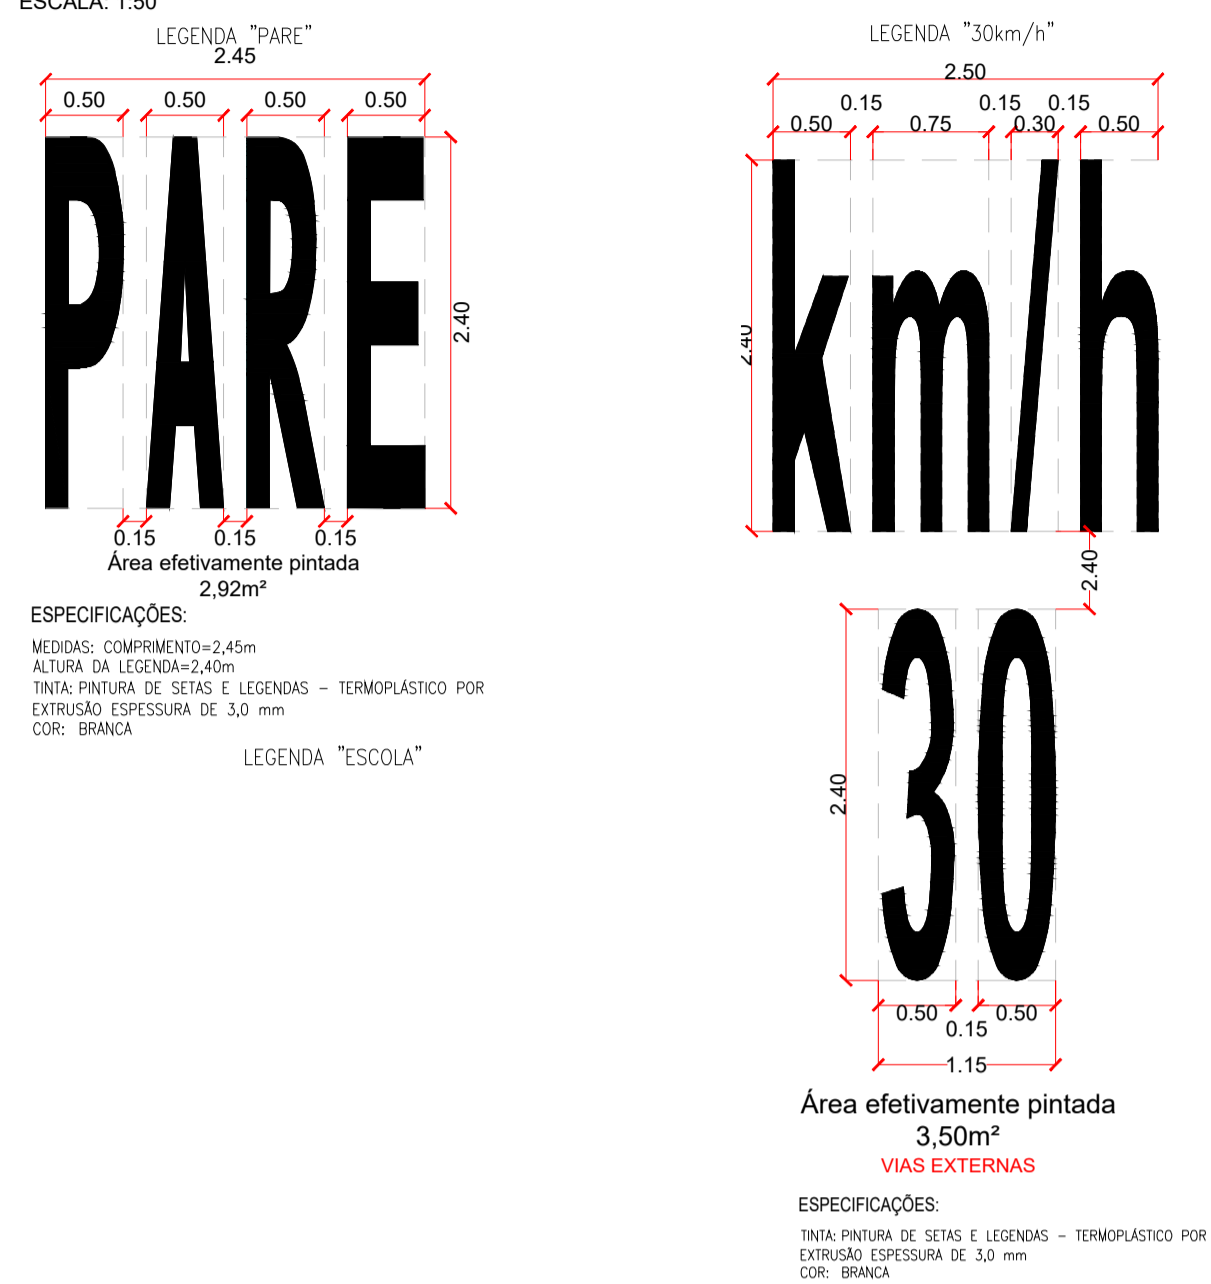 ESCALA: 1:50
LEGENDA "PARE"
2.45
0.50 0.50 0.50 0.50
PARE
2.40
0.15 0.15 0.15
Área efetivamente pintada
2,92m²
ESPECIFICAÇÕES:
MEDIDAS: COMPRIMENTO=2,45m
ALTURA DA LEGENDA=2,40m
TINTA: PINTURA DE SETAS E LEGENDAS – TERMOPLÁSTICO POR
EXTRUSÃO ESPESSURA DE 3,0 mm
COR: BRANCA
LEGENDA "ESCOLA"
LEGENDA "30km/h"
2.50
0.15 0.15 0.15
0.50 0.75 0.30 0.50
2.40
km/h
2.40
30
2.40
0.50 0.50
0.15
1.15
Área efetivamente pintada
3,50m²
VIAS EXTERNAS
ESPECIFICAÇÕES:
TINTA: PINTURA DE SETAS E LEGENDAS – TERMOPLÁSTICO POR
EXTRUSÃO ESPESSURA DE 3,0 mm
COR: BRANCA